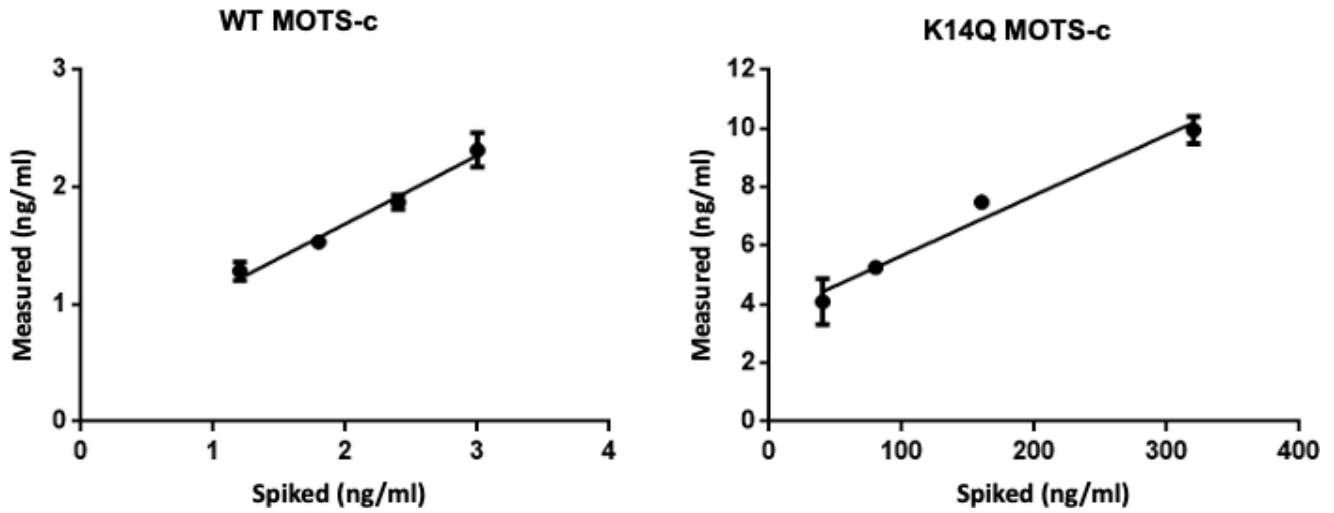 WT MOTS-c
Measured (ng/ml)
3
2
1
0
0 1 2 3 4
Spiked (ng/ml)
K14Q MOTS-c
Measured (ng/ml)
12
10
8
6
4
2
0
0 100 200 300 400
Spiked (ng/ml)